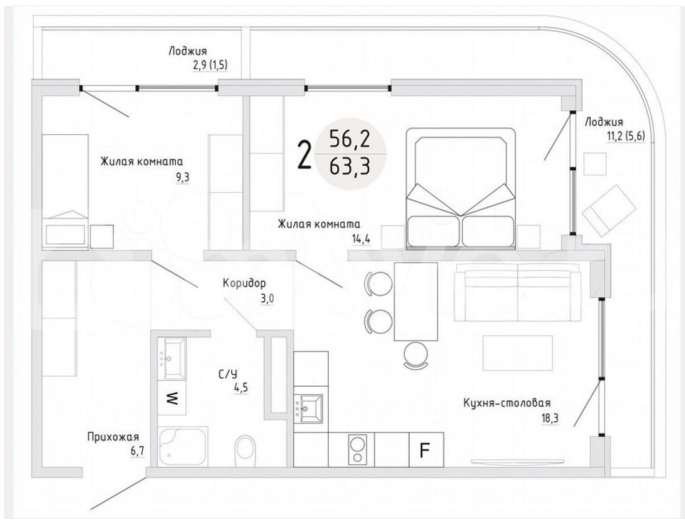 Лоджия
2,9 (1,5)
Лоджия
11,2 (5,6)
2
56,2
63,3
Жилая комната
9,3
Жилая комната
14,4
Коридор
3,0
С/У
4,5
W
Кухня-столовая
18,3
Прихожая
6,7
F